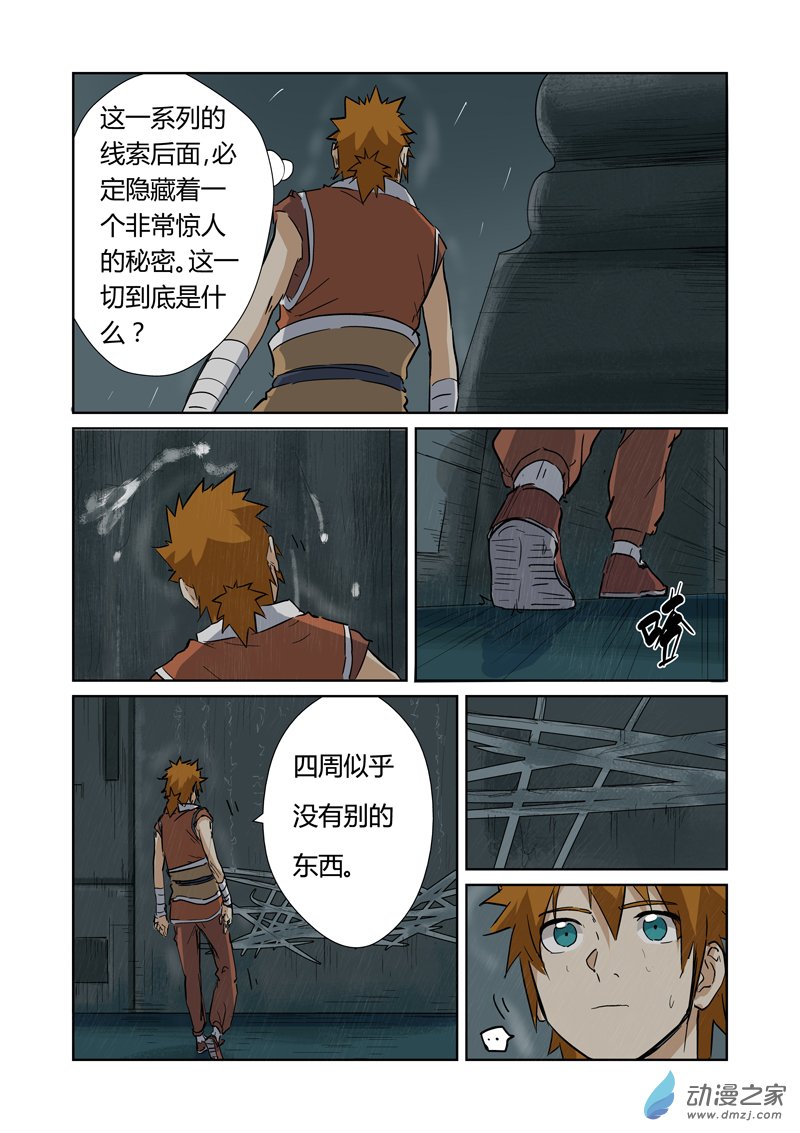 这一系列的
线索后面，必
定隐藏着一
个非常惊人
的秘密。这一
切到底是什
么？
四周似乎
没有别的
东西。
...
动漫之家
www.dmzj.com